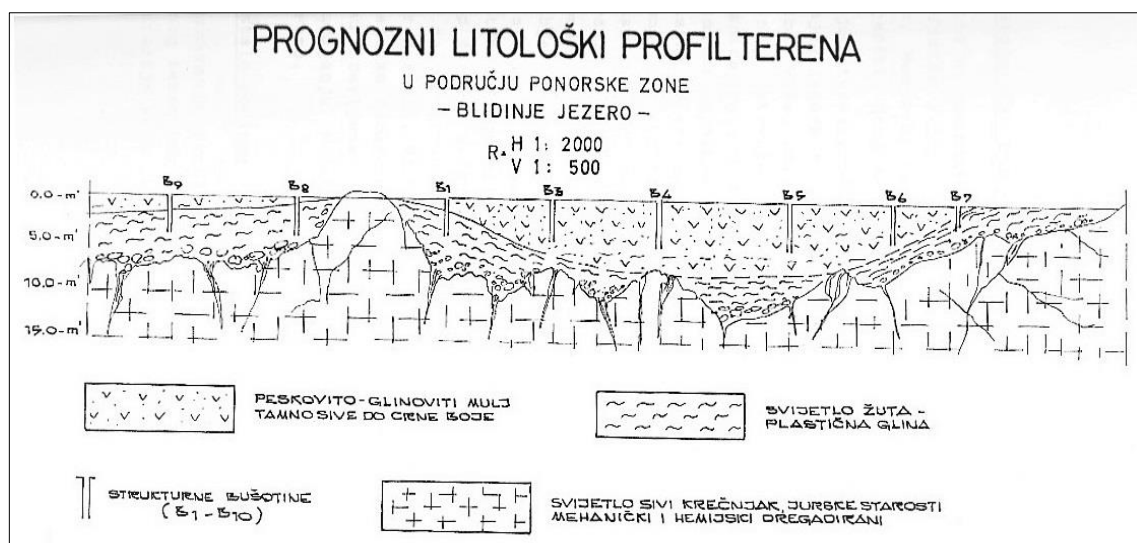 PROGNOZNI LITOLOŠKI PROFIL TERENA
U PODRUČJU PONORSKE ZONE
– BLIDINJE JEZERO –
R. H 1: 2000
V 1: 500
B9 B8 B1 B3 B4 B5 B6 B7
0.0-m'
5.0-m'
10.0-m'
15.0-m'
PESKOVITO-GLINOVITI MULJ
TAMNO SIVE DO CRNE BOJE
SVIJETLO ŽUTA -
PLASTIČNA GLINA
STRUKTURNE BUŠOTINE
(B1-B10)
SVIJETLO SIVI KREČNJAK, JURSKE STAROSTI
MEHANIČKI I HEMIJSKI DREGADIRANI